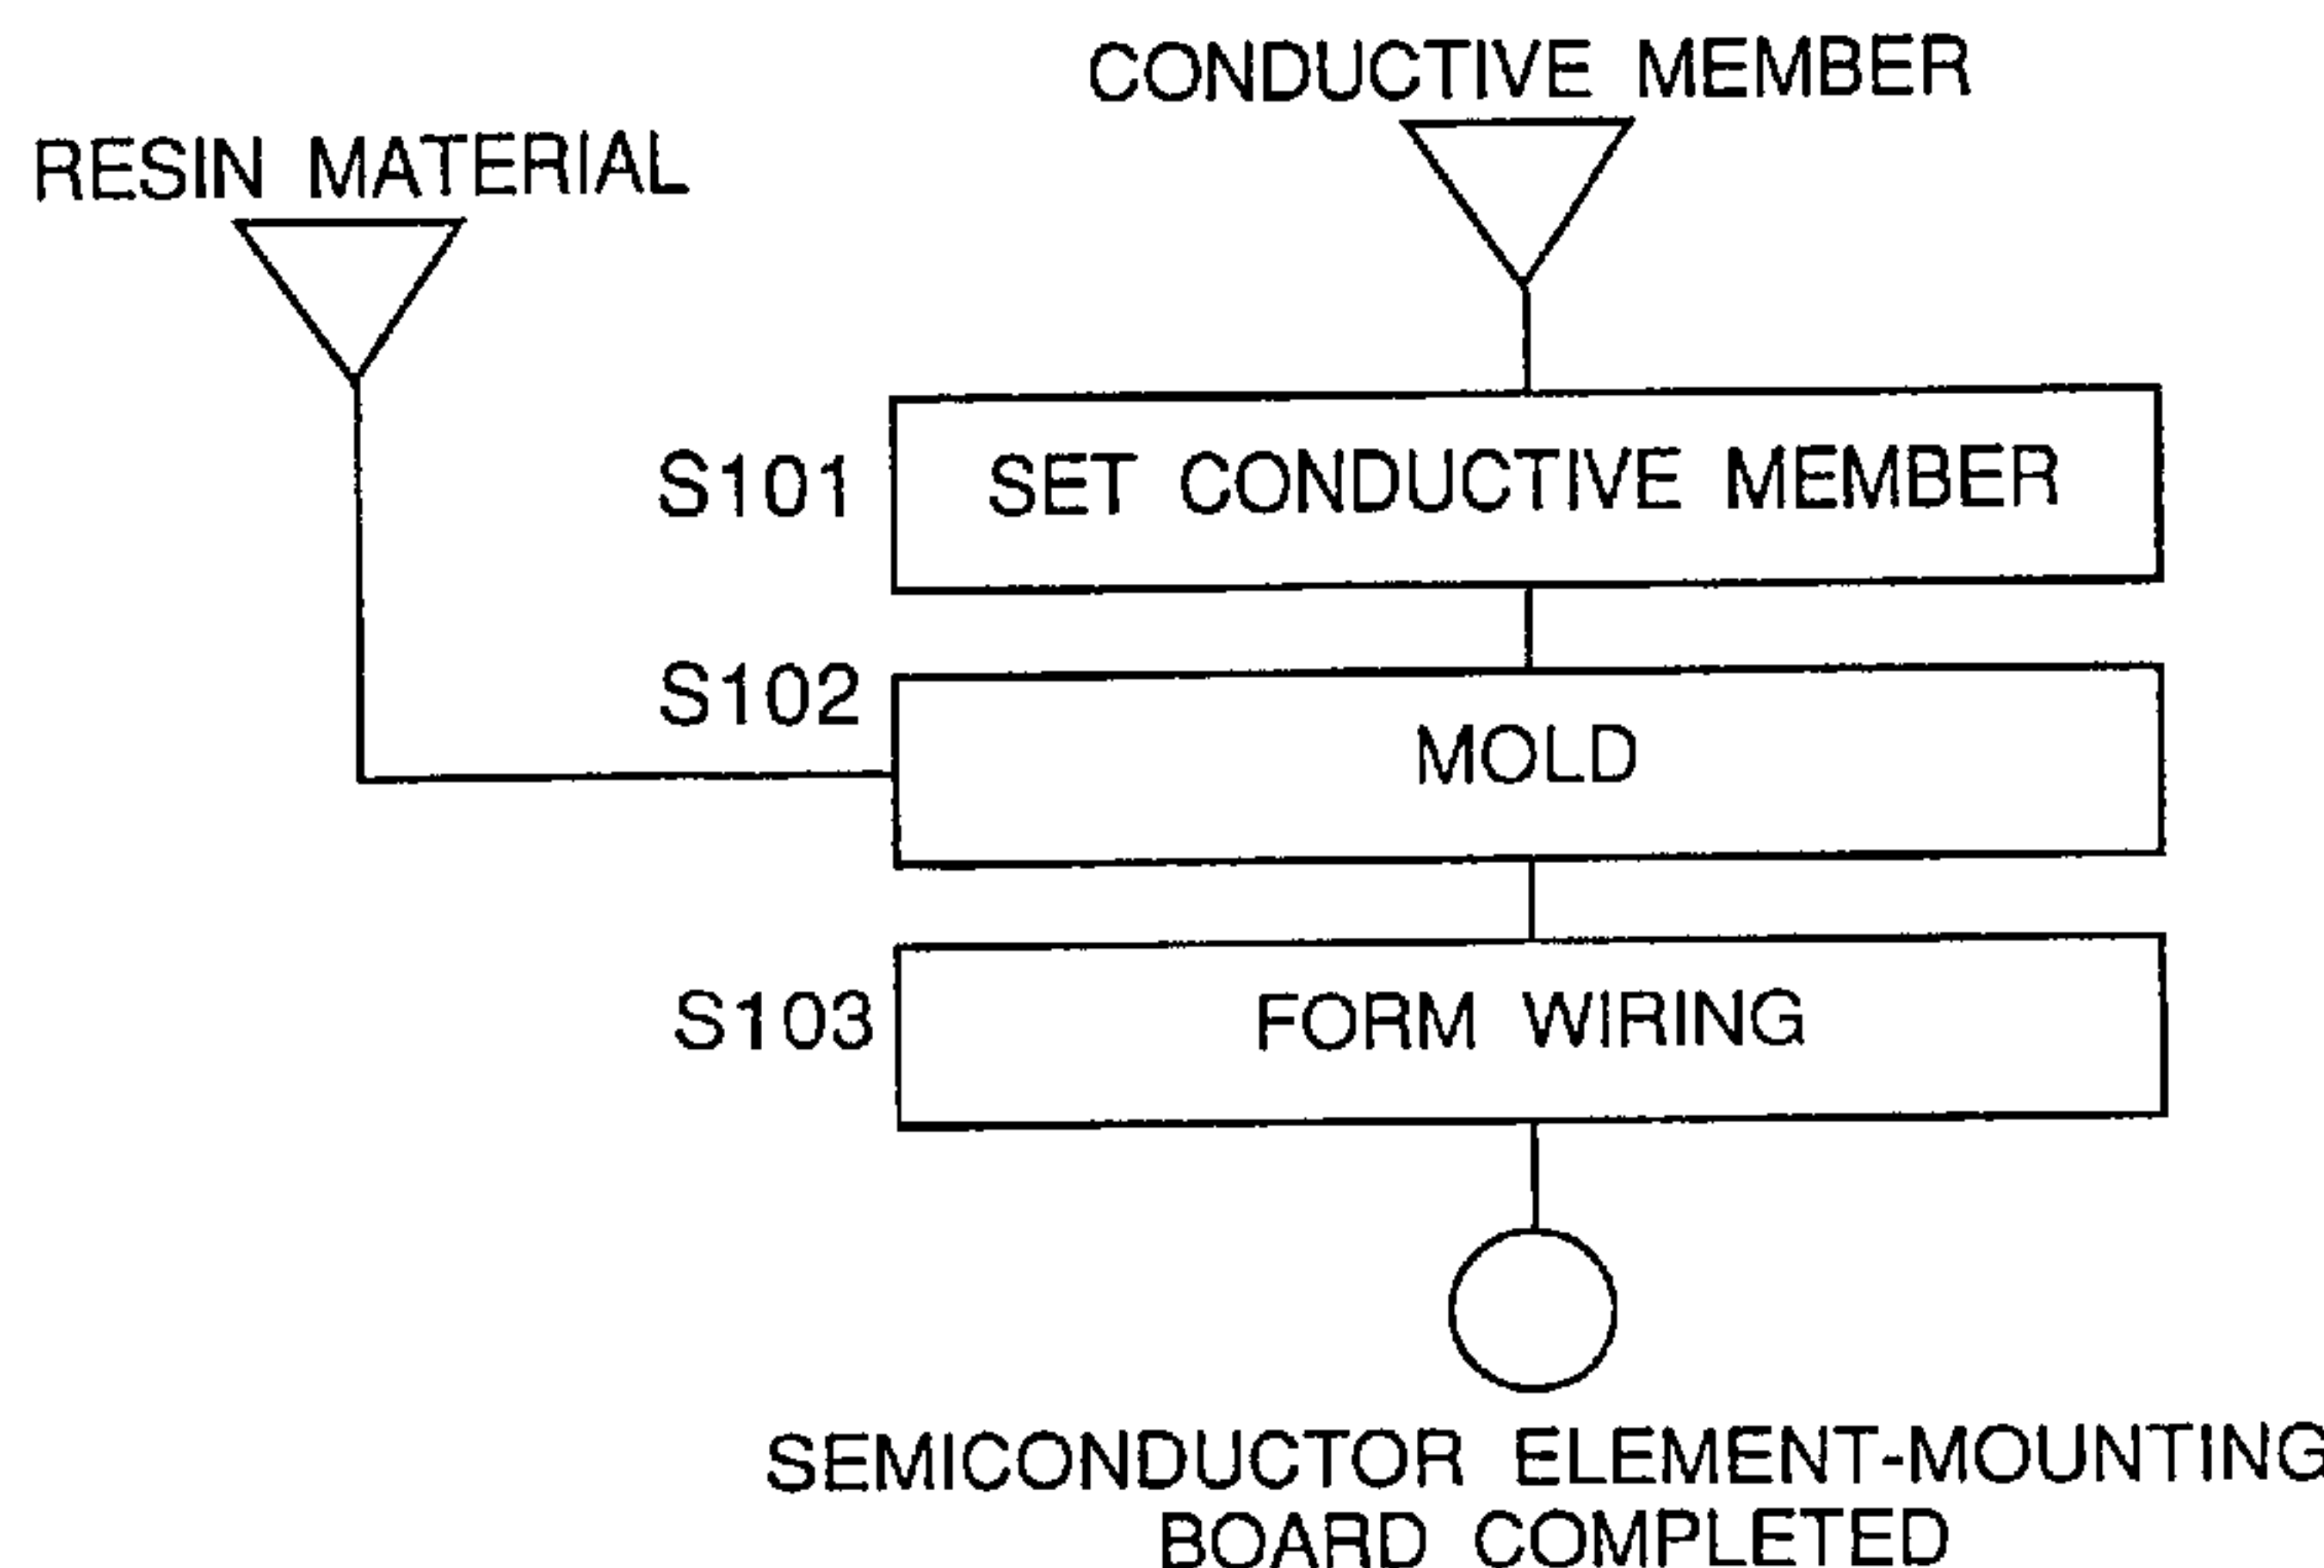 CONDUCTIVE MEMBER
RESIN MATERIAL
S101
SET CONDUCTIVE MEMBER
S102
MOLD
S103
FORM WIRING
SEMICONDUCTOR ELEMENT-MOUNTING
BOARD COMPLETED